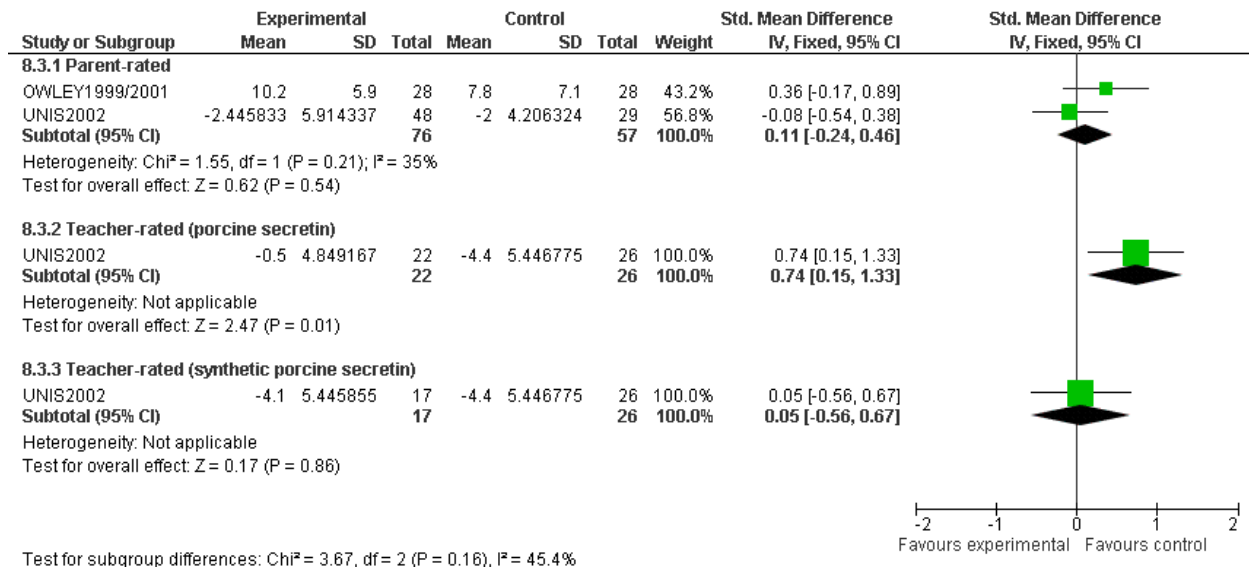 Experimental Control Std. Mean Difference Std. Mean Difference
Study or Subgroup Mean SD Total Mean SD Total Weight IV, Fixed, 95% CI IV, Fixed, 95% CI
8.3.1 Parent-rated
OWLEY1999/2001 10.2 5.9 28 7.8 7.1 28 43.2% 0.36 [-0.17, 0.89]
UNIS2002 -2.445833 5.914337 48 -2 4.206324 29 56.8% -0.08 [-0.54, 0.38]
Subtotal (95% CI) 76 57 100.0% 0.11 [-0.24, 0.46]
Heterogeneity: Chi² = 1.55, df = 1 (P = 0.21); I² = 35%
Test for overall effect: Z = 0.62 (P = 0.54)
8.3.2 Teacher-rated (porcine secretin)
UNIS2002 -0.5 4.849167 22 -4.4 5.446775 26 100.0% 0.74 [0.15, 1.33]
Subtotal (95% CI) 22 26 100.0% 0.74 [0.15, 1.33]
Heterogeneity: Not applicable
Test for overall effect: Z = 2.47 (P = 0.01)
8.3.3 Teacher-rated (synthetic porcine secretin)
UNIS2002 -4.1 5.445855 17 -4.4 5.446775 26 100.0% 0.05 [-0.56, 0.67]
Subtotal (95% CI) 17 26 100.0% 0.05 [-0.56, 0.67]
Heterogeneity: Not applicable
Test for overall effect: Z = 0.17 (P = 0.86)
-2 -1 0 1 2
Favours experimental Favours control
Test for subgroup differences: Chi² = 3.67, df = 2 (P = 0.16), I² = 45.4%